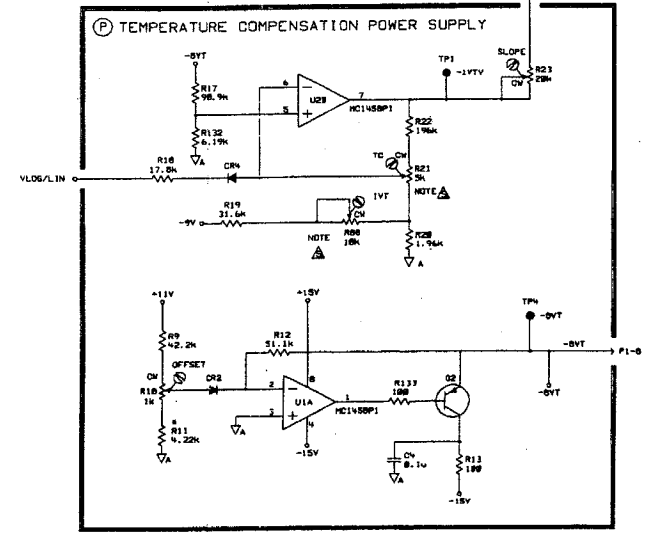 P TEMPERATURE COMPENSATION POWER SUPPLY
-8VT
SLOPE
TP1
-1VTV
R23
20k
CW
R17
90.9k
6
U2B
7
MC1458P1
5
R132
6.19k
A
R22
196k
TC CW
R21
5k
NOTE 5
VLOG/LIN
R18
17.8k
CR4
R19
31.6k
-9V
IVT
CW
NOTE
R80
10k
R20
1.96k
A
+11V
+15V
TP4
-8VT
R9
42.2k
R12
51.1k
-8VT
P1-8
CW
OFFSET
CR2
Q2
R10
1k
2
8
U1A
1
MC1458P1
R133
100
-8VT
3
4
A
*
R11
4.22k
A
-15V
C4
0.1u
A
R13
100
-15V